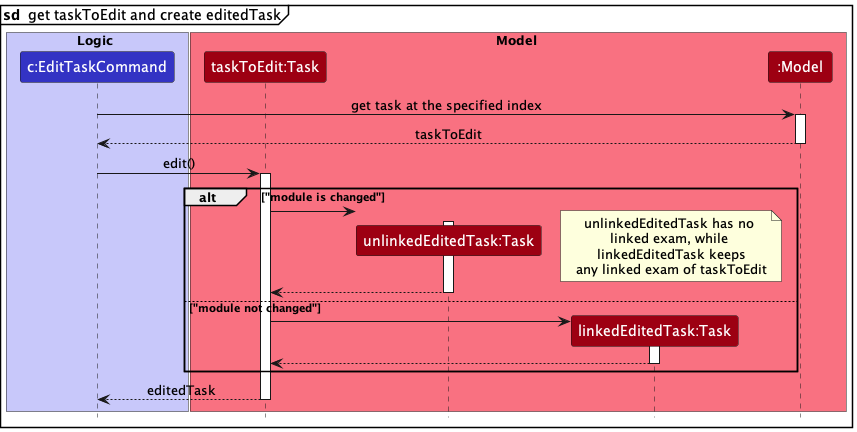 sd get taskToEdit and create editedTask
Logic
Model
c:EditTaskCommand
taskToEdit:Task
:Model
get task at the specified index
taskToEdit
edit()
alt
["module is changed"]
unlinkedEditedTask:Task
unlinkedEditedTask has no
linked exam, while
linkedEditedTask keeps
any linked exam of taskToEdit
["module not changed"]
linkedEditedTask:Task
editedTask